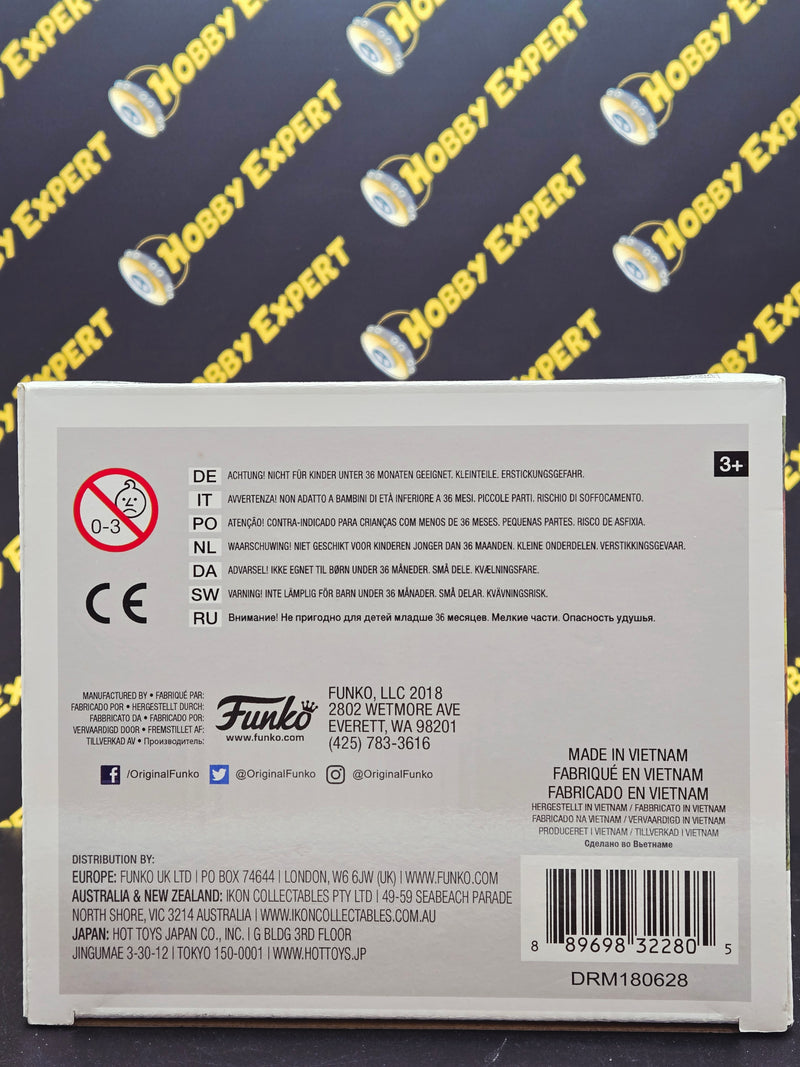 HOBBY EXPERT
HOBBY EXPERT
HOBBY EXPERT
HOBBY EXPERT
HOBBY EXPERT
HOBBY EXPERT
HOBBY EXPERT
HOBBY EXPERT
3+
0-3
DE ACHTUNG! NICHT FÜR KINDER UNTER 36 MONATEN GEEIGNET. KLEINTEILE. ERSTICKUNGSGEFAHR.
IT AVVERTENZA! NON ADATTO A BAMBINI DI ETÀ INFERIORE A 36 MESI. PICCOLE PARTI. RISCHIO DI SOFFOCAMENTO.
PO ATENÇÃO! CONTRA-INDICADO PARA CRIANÇAS COM MENOS DE 36 MESES. PEQUENAS PARTES. RISCO DE ASFIXIA.
NL WAARSCHUWING! NIET GESCHIKT VOOR KINDEREN JONGER DAN 36 MAANDEN. KLEINE ONDERDELEN. VERSTIKKINGSGEVAAR.
DA ADVARSEL! IKKE EGNET TIL BØRN UNDER 36 MÅNEDER. SMÅ DELE. KVÆLNINGSFARE.
SW VARNING! INTE LÄMPLIG FÖR BARN UNDER 36 MÅNADER. SMÅ DELAR. KVÄVNINGSRISK.
RU Внимание! Не пригодно для детей младше 36 месяцев. Мелкие части. Опасность удушья.
CE
MANUFACTURED BY • FABRIQUÉ PAR:
FABRICADO POR • HERGESTELLT DURCH:
FABBRICATO DA • FABRICADO POR:
VERVAARDIGD DOOR • FREMSTILLET AF:
TILLVERKAD AV • Производитель:
Funko
www.funko.com
FUNKO, LLC 2018
2802 WETMORE AVE
EVERETT, WA 98201
(425) 783-3616
/OriginalFunko @OriginalFunko @OriginalFunko
MADE IN VIETNAM
FABRIQUÉ EN VIETNAM
FABRICADO EN VIETNAM
HERGESTELLT IN VIETNAM / FABBRICATO IN VIETNAM
FABRICADO NA VIETNAM / VERVAARDIGD IN VIETNAM
PRODUCERET I VIETNAM / TILLVERKAD I VIETNAM
Сделано во Вьетнаме
DISTRIBUTION BY:
EUROPE: FUNKO UK LTD | PO BOX 74644 | LONDON, W6 6JW (UK) | WWW.FUNKO.COM
AUSTRALIA & NEW ZEALAND: IKON COLLECTABLES PTY LTD | 49-59 SEABEACH PARADE
NORTH SHORE, VIC 3214 AUSTRALIA | WWW.IKONCOLLECTABLES.COM.AU
JAPAN: HOT TOYS JAPAN CO., INC. | G BLDG 3RD FLOOR
JINGUMAE 3-30-12 | TOKYO 150-0001 | WWW.HOTTOYS.JP
8 89698 32280 5
DRM180628